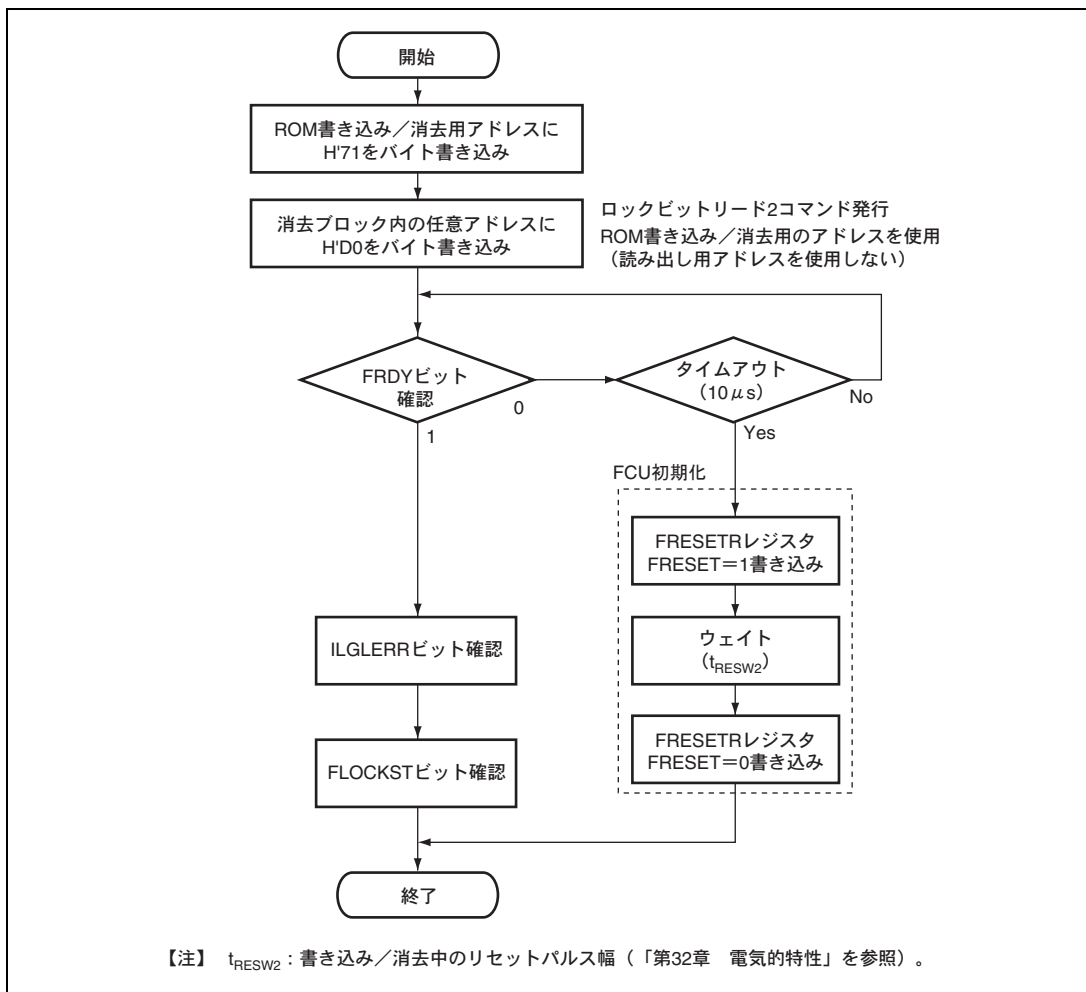 開始
ROM書き込み／消去用アドレスに
H'71をバイト書き込み
消去ブロック内の任意アドレスに
H'D0をバイト書き込み
ロックビットリード2コマンド発行
ROM書き込み／消去用のアドレスを使用
（読み出し用アドレスを使用しない）
FRDYビット
確認
0
1
タイムアウト
（10μs）
No
Yes
FCU初期化
FRESETRレジスタ
FRESET＝1書き込み
ウェイト
（tRESW2）
FRESETRレジスタ
FRESET＝0書き込み
ILGLERRビット確認
FLOCKSTビット確認
終了
【注】 tRESW2：書き込み／消去中のリセットパルス幅（「第32章　電気的特性」を参照）。